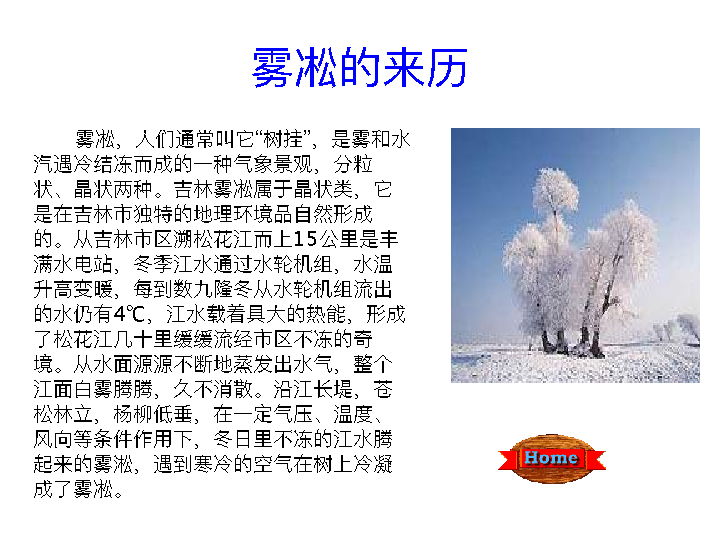 雾凇的来历
雾凇，人们通常叫它“树挂”，是雾和水
汽遇冷结冻而成的一种气象景观，分粒
状、晶状两种。吉林雾凇属于晶状类，它
是在吉林市独特的地理环境品自然形成
的。从吉林市区溯松花江而上15公里是丰
满水电站，冬季江水通过水轮机组，水温
升高变暖，每到数九隆冬从水轮机组流出
的水仍有4℃，江水载着具大的热能，形成
了松花江几十里缓缓流经市区不冻的奇
境。从水面源源不断地蒸发出水气，整个
江面白雾腾腾，久不消散。沿江长堤，苍
松林立，杨柳低垂，在一定气压、温度、
风向等条件作用下，冬日里不冻的江水腾
起来的雾淞，遇到寒冷的空气在树上冷凝
成了雾凇。
Home